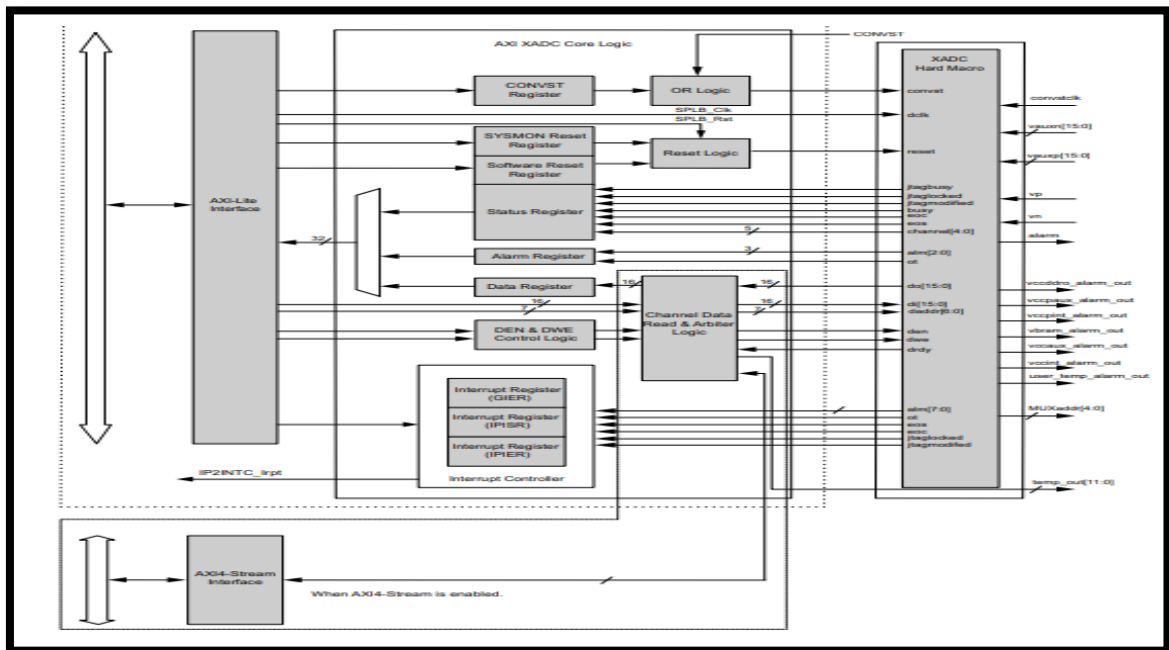 AXI XADC Core Logic
CONVST
XADC
Hard Macro
CONVST
Register
OR Logic
convst
convstclk
SPLB_Clk
dclk
SPLB_Rst
vauxn[15:0]
SYSMON Reset
Register
Reset Logic
reset
vauxp[15:0]
Software Reset
Register
AXI-Lite
Interface
Status Register
jtagbusy
jtaglocked
jtagmodified
busy
eoc
eos
channel[4:0]
5
vp
vn
alarm
32
Alarm Register
3
alm[2:0]
ot
Data Register
16
16
do[15:0]
vccddro_alarm_out
16
7
Channel Data
Read & Arbiter
Logic
16
7
di[15:0]
daddr[6:0]
vccpaux_alarm_out
vccpint_alarm_out
DEN & DWE
Control Logic
den
dwe
drdy
vbram_alarm_out
vccaux_alarm_out
vccint_alarm_out
user_temp_alarm_out
Interrupt Register
(GIER)
Interrupt Register
(IPISR)
Interrupt Register
(IPIER)
Interrupt Controller
alm[7:0]
ot
eos
eoc
jtaglocked
jtagmodified
MUXaddr[4:0]
IP2INTC_Irpt
temp_out[11:0]
AXI4-Stream
Interface
When AXI4-Stream is enabled.